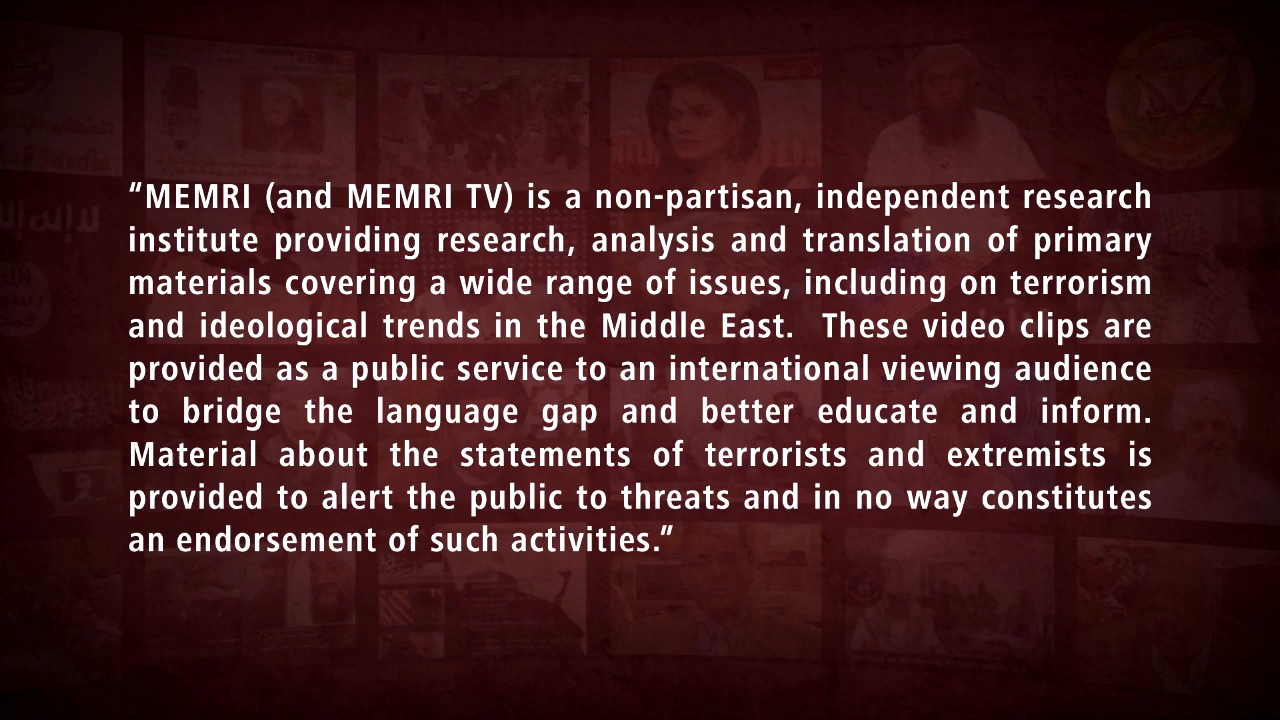 “MEMRI (and MEMRI TV) is a non-partisan, independent research
institute providing research, analysis and translation of primary
materials covering a wide range of issues, including on terrorism
and ideological trends in the Middle East.  These video clips are
provided as a public service to an international viewing audience
to bridge the language gap and better educate and inform.
Material about the statements of terrorists and extremists is
provided to alert the public to threats and in no way constitutes
an endorsement of such activities.”